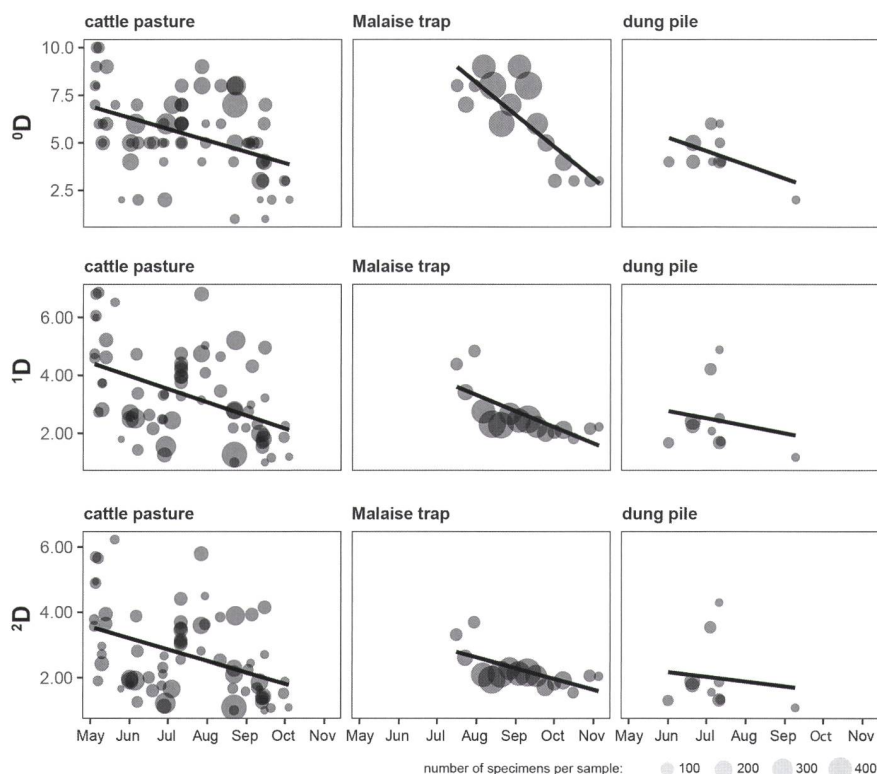 cattle pasture Malaise trap dung pile
10.0
7.5
5.0
2.5
⁰D
cattle pasture Malaise trap dung pile
6.00
4.00
2.00
¹D
cattle pasture Malaise trap dung pile
6.00
4.00
2.00
²D
May Jun Jul Aug Sep Oct Nov May Jun Jul Aug Sep Oct Nov May Jun Jul Aug Sep Oct Nov
number of specimens per sample: 100 200 300 400